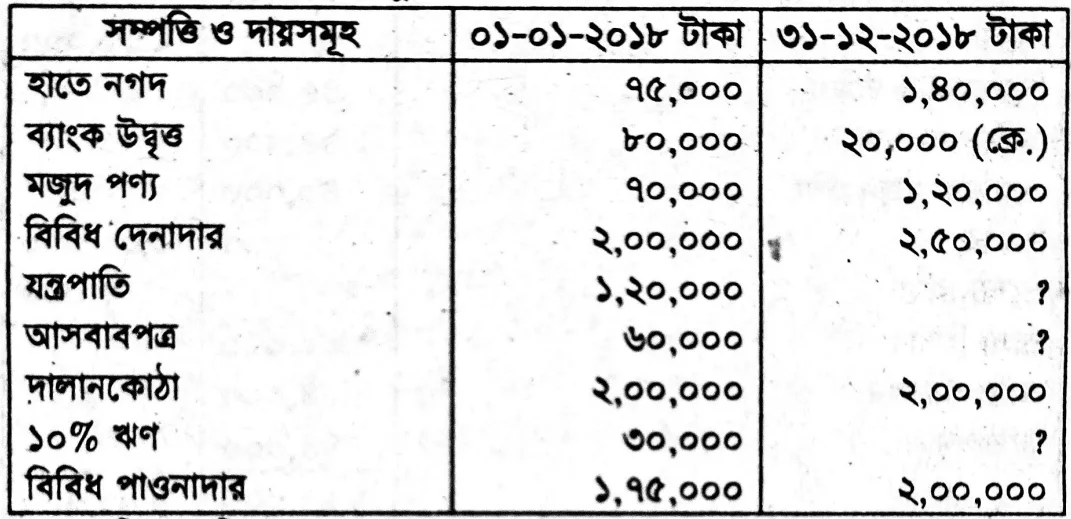 সম্পত্তি ও দায়সমূহ ০১-০১-২০১৮ টাকা ৩১-১২-২০১৮ টাকা
হাতে নগদ ৭৫,০০০ ১,৪০,০০০
ব্যাংক উদ্বৃত্ত ৮০,০০০ ২০,০০০ (ক্রে.)
মজুদ পণ্য ৭০,০০০ ১,২০,০০০
বিবিধ দেনাদার ২,০০,০০০ ২,৫০,০০০
যন্ত্রপাতি ১,২০,০০০ ?
আসবাবপত্র ৬০,০০০ ?
দালানকোঠা ২,০০,০০০ ২,০০,০০০
১০% ঋণ ৩০,০০০ ?
বিবিধ পাওনাদার ১,৭৫,০০০ ২,০০,০০০